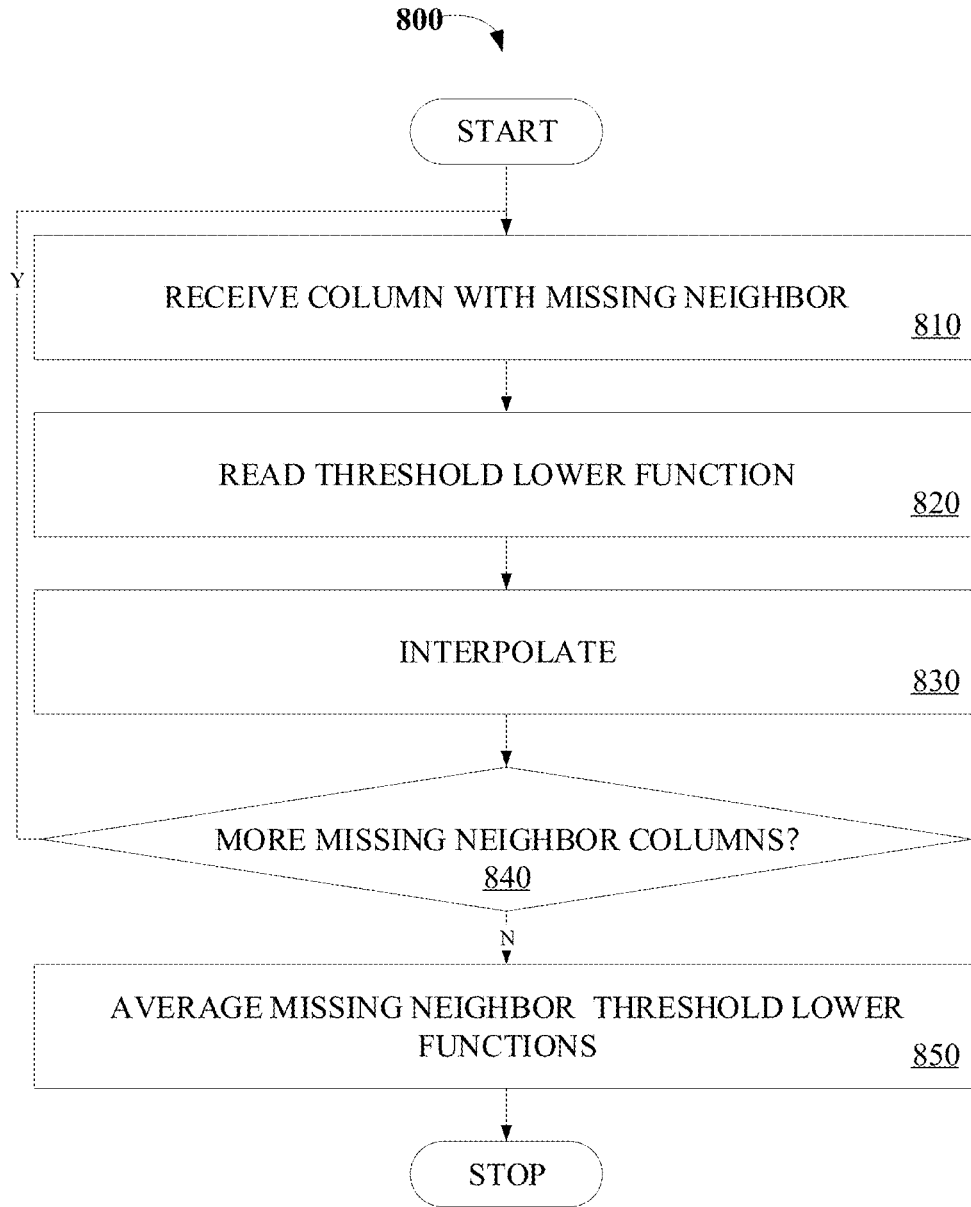 800
START
Y
RECEIVE COLUMN WITH MISSING NEIGHBOR
810
READ THRESHOLD LOWER FUNCTION
820
INTERPOLATE
830
MORE MISSING NEIGHBOR COLUMNS?
840
N
AVERAGE MISSING NEIGHBOR THRESHOLD LOWER
FUNCTIONS
850
STOP